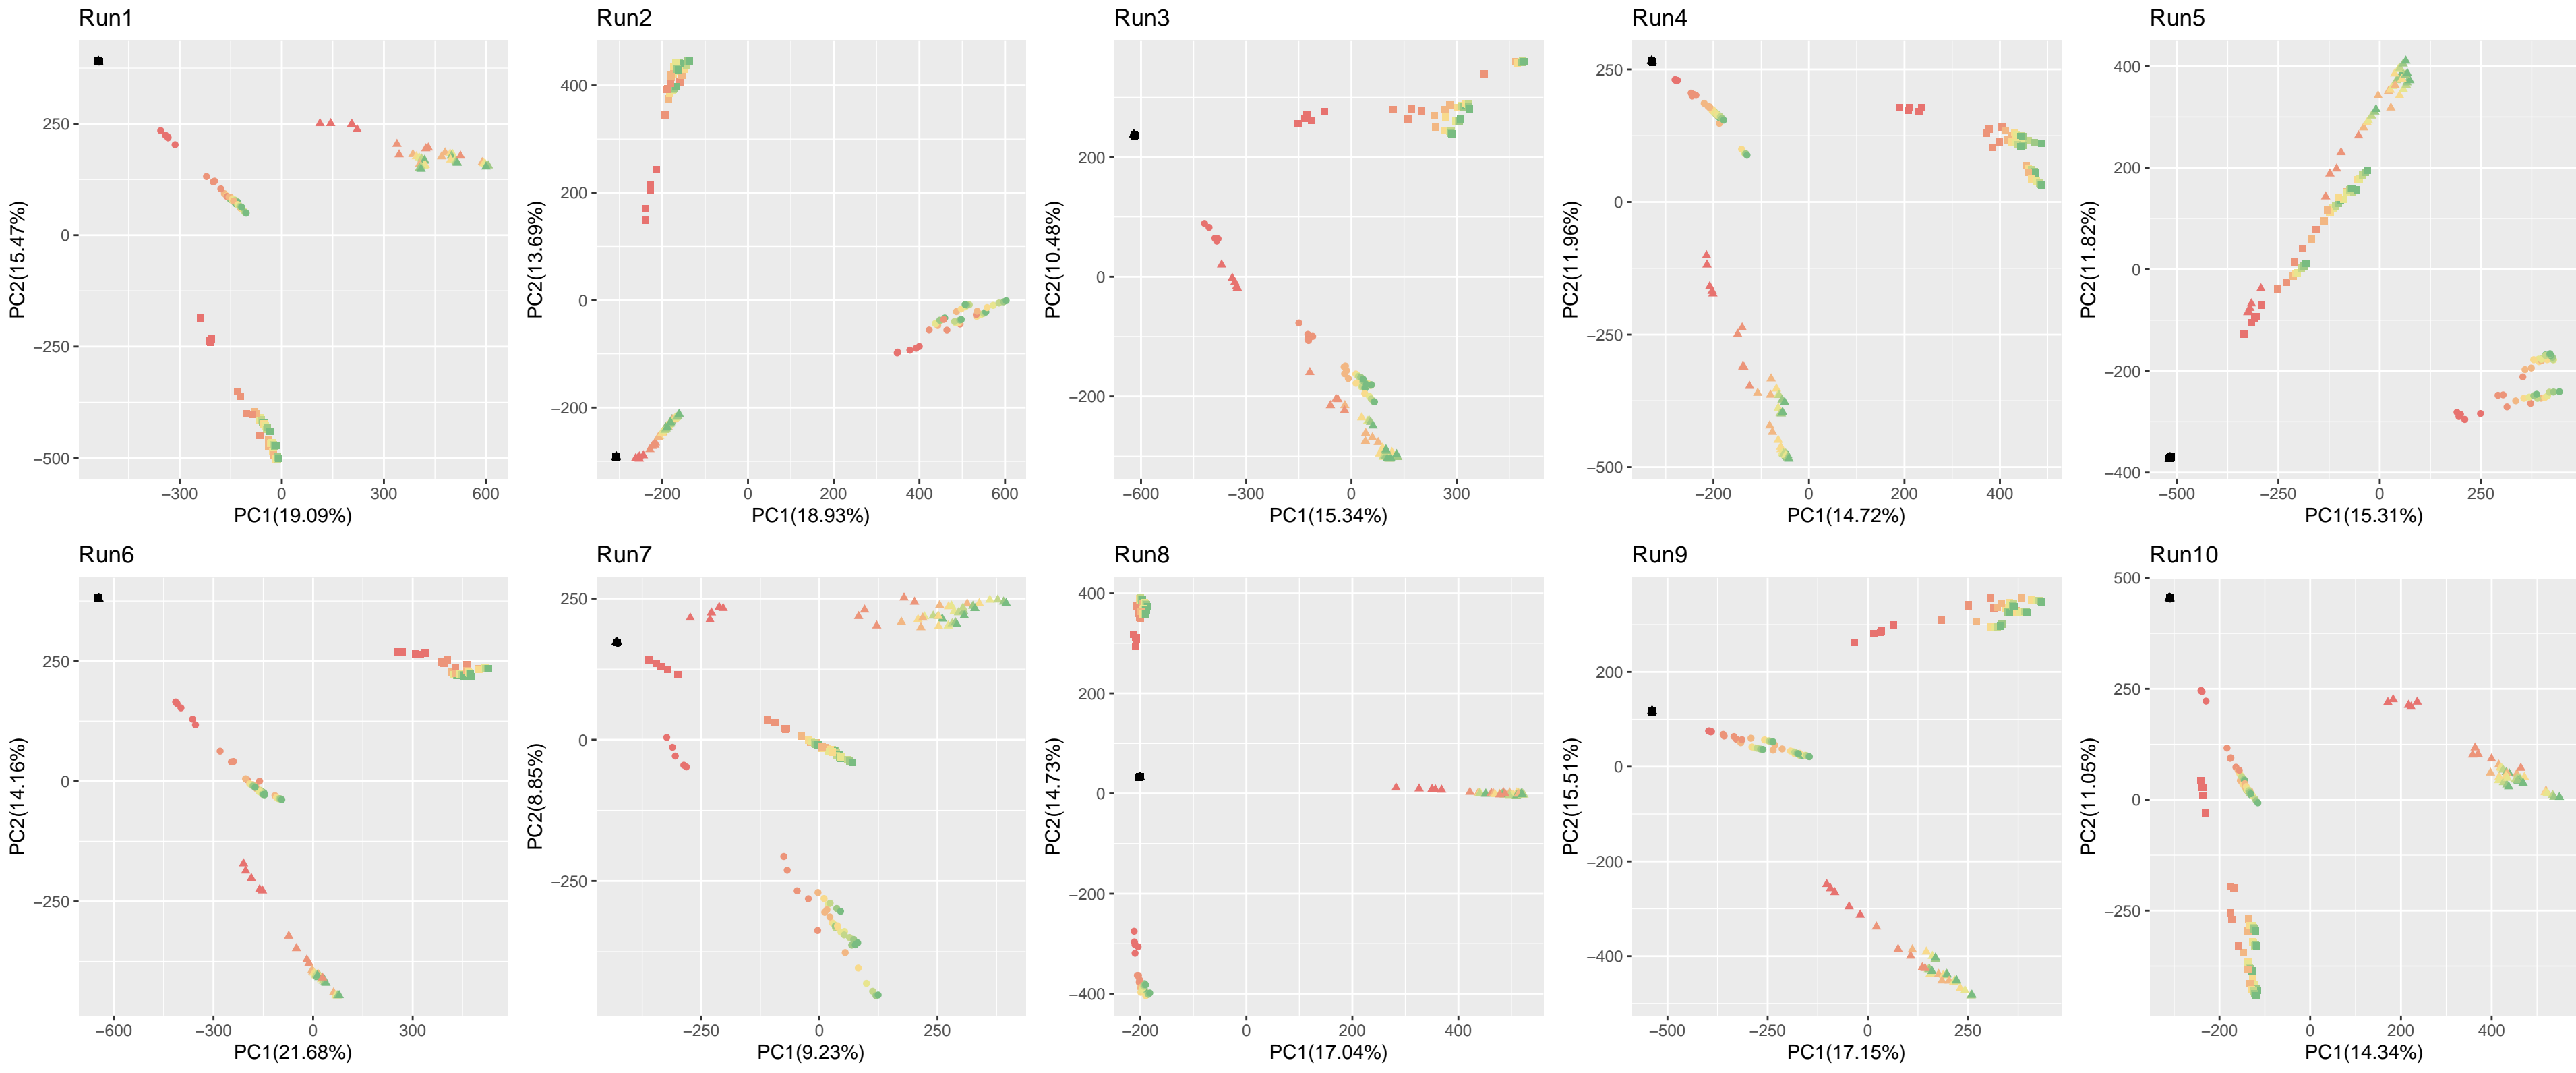 Run1
Run2
Run3
Run4
Run5
PC2(15.47%)
250
0
−250
−500
−300
0
300
600
PC1(19.09%)
PC2(13.69%)
400
200
0
−200
−200
0
200
400
600
PC1(18.93%)
PC2(10.48%)
200
0
−200
−600
−300
0
300
PC1(15.34%)
PC2(11.96%)
250
0
−250
−500
−200
0
200
400
PC1(14.72%)
PC2(11.82%)
400
200
0
−200
−400
−500
−250
0
250
PC1(15.31%)
Run6
Run7
Run8
Run9
Run10
PC2(14.16%)
250
0
−250
−600
−300
0
300
PC1(21.68%)
PC2(8.85%)
250
0
−250
−250
0
250
PC1(9.23%)
PC2(14.73%)
400
200
0
−200
−400
−200
0
200
400
PC1(17.04%)
PC2(15.51%)
200
0
−200
−400
−500
−250
0
250
PC1(17.15%)
PC2(11.05%)
500
250
0
−250
−200
0
200
400
PC1(14.34%)